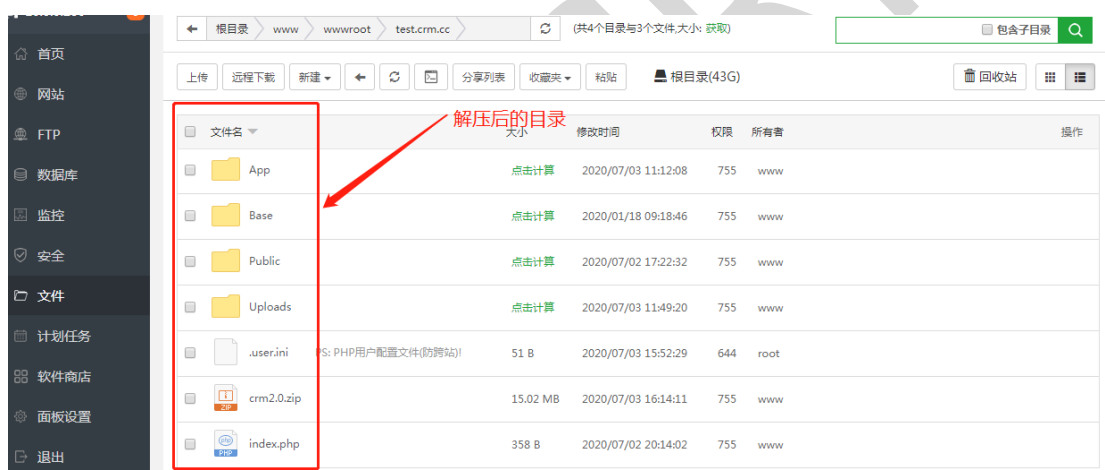 根目录 www wwwroot test.crm.cc (共4个目录与3个文件,大小: 获取) 包含子目录
首页
网站
FTP
数据库
监控
安全
文件
计划任务
软件商店
面板设置
退出
上传 远程下载 新建 分享列表 收藏夹 粘贴 根目录(43G) 回收站
解压后的目录
文件名 大小 修改时间 权限 所有者 操作
App 点击计算 2020/07/03 11:12:08 755 www
Base 点击计算 2020/01/18 09:18:46 755 www
Public 点击计算 2020/07/02 17:22:32 755 www
Uploads 点击计算 2020/07/03 11:49:20 755 www
.user.ini PS: PHP用户配置文件(防跨站)! 51 B 2020/07/03 15:52:29 644 root
ZIP crm2.0.zip 15.02 MB 2020/07/03 16:14:11 755 www
php PHP index.php 358 B 2020/07/02 20:14:02 755 www